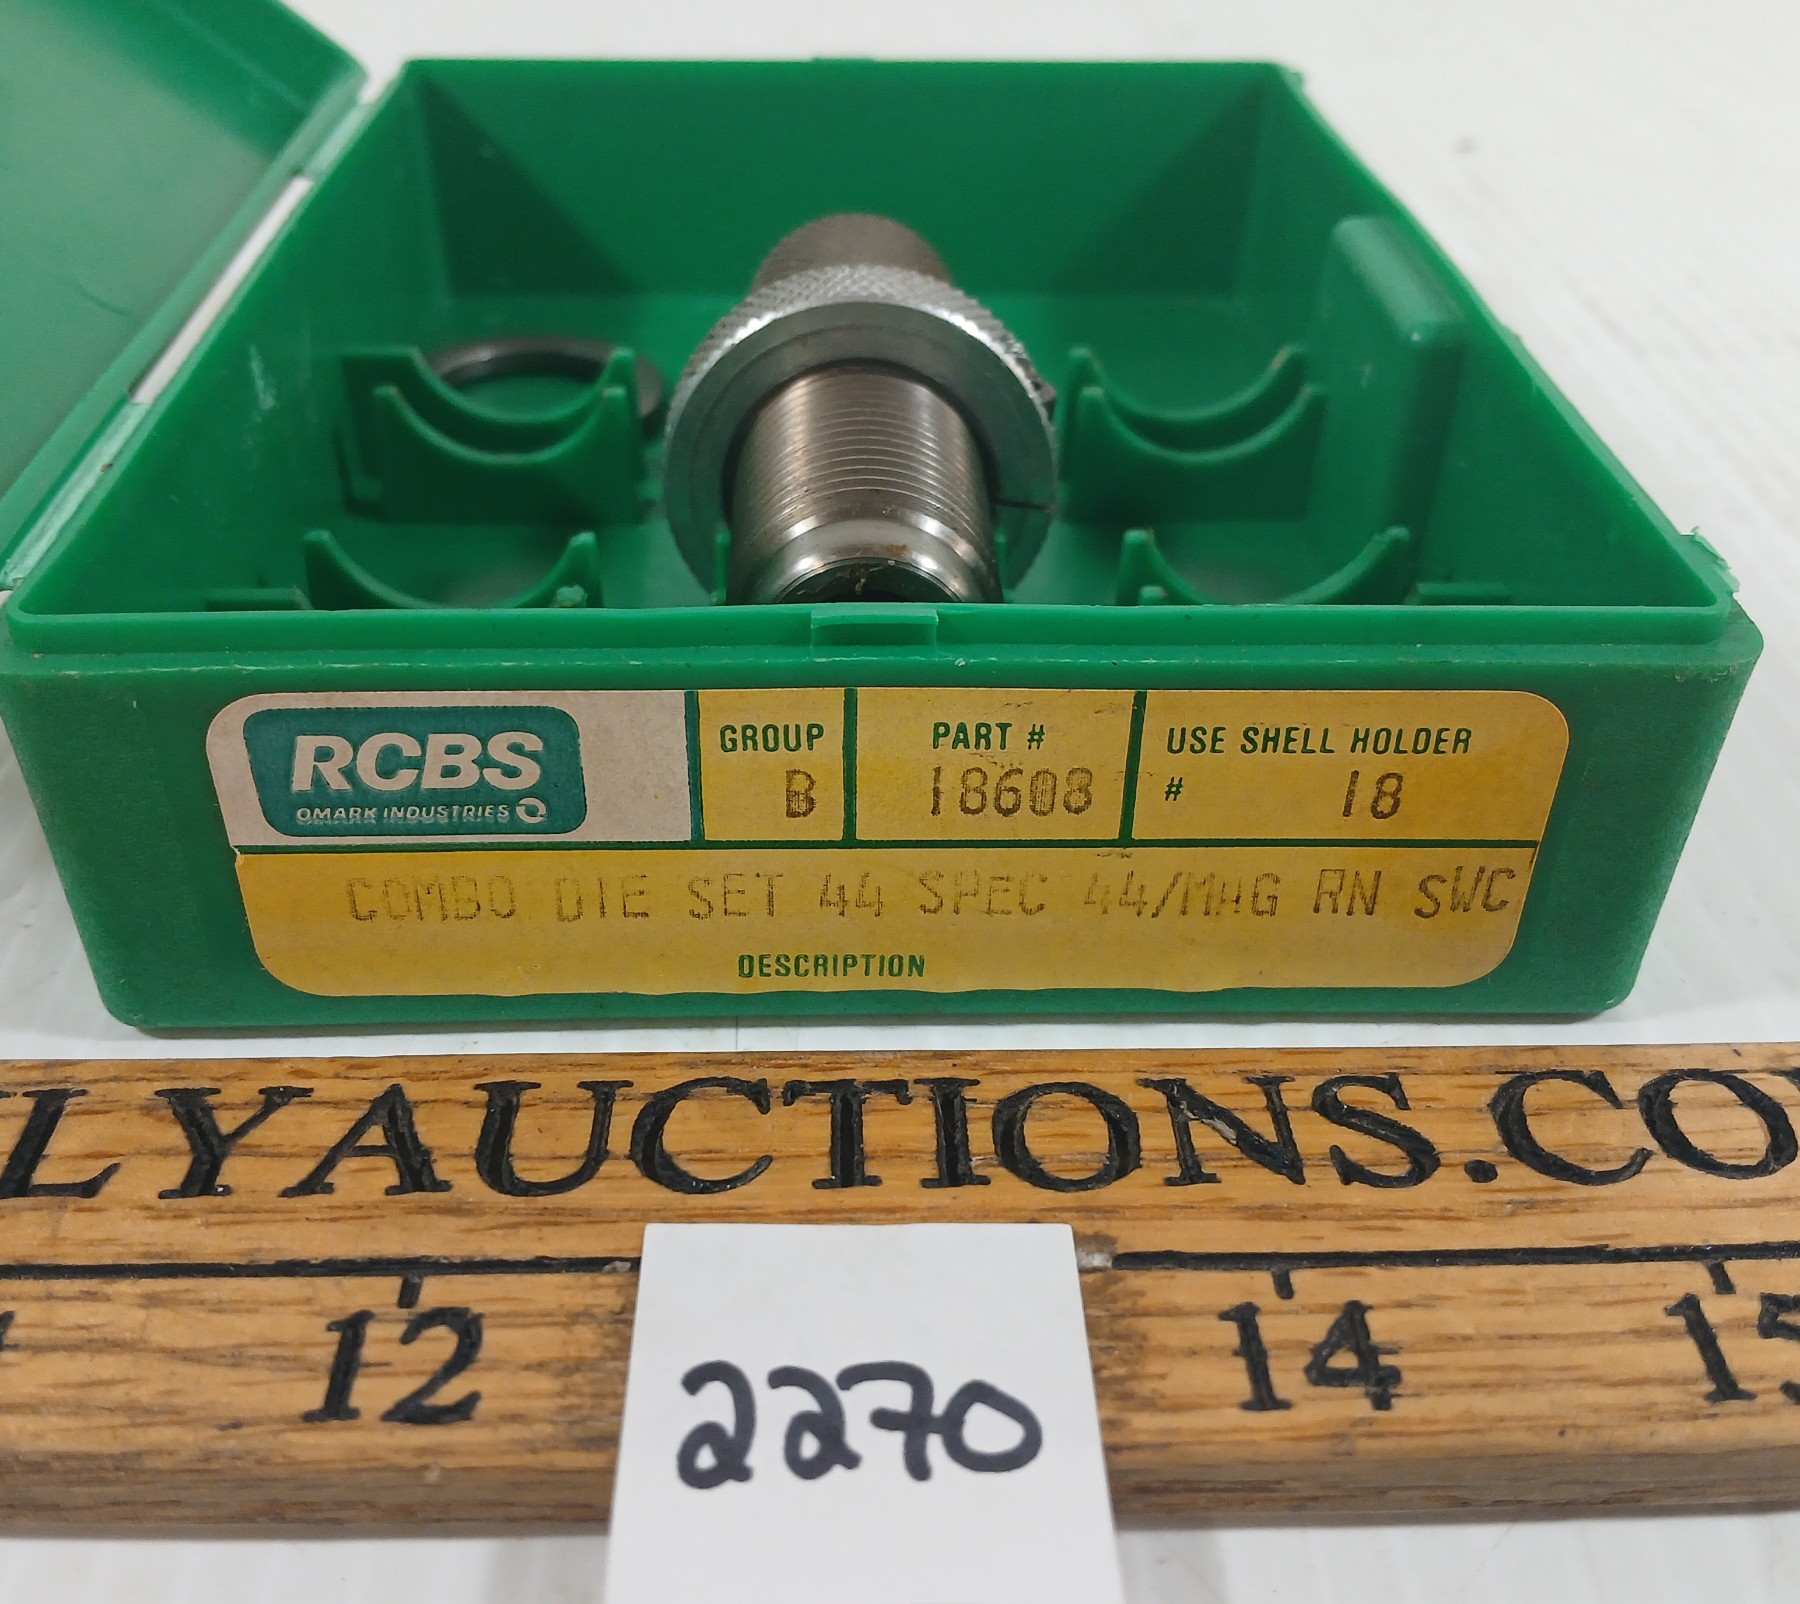 RCBS
OMARK INDUSTRIES
GROUP
B
PART #
18608
USE SHELL HOLDER
# 18
COMBO DIE SET 44 SPEC 44/MAG RN SWC
DESCRIPTION
LYAUCTIONS.CO
12 14 15
2270